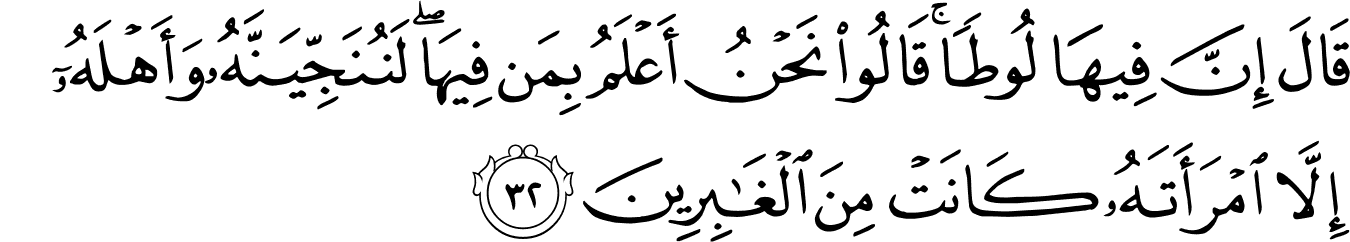 قَالَ إِنَّ فِيهَا لُوطًا ۚ قَالُوا۟ نَحْنُ أَعْلَمُ بِمَن فِيهَا ۖ لَنُنَجِّيَنَّهُۥ وَأَهْلَهُۥٓ
إِلَّا ٱمْرَأَتَهُۥ كَانَتْ مِنَ ٱلْغَـٰبِرِينَ ٣٢